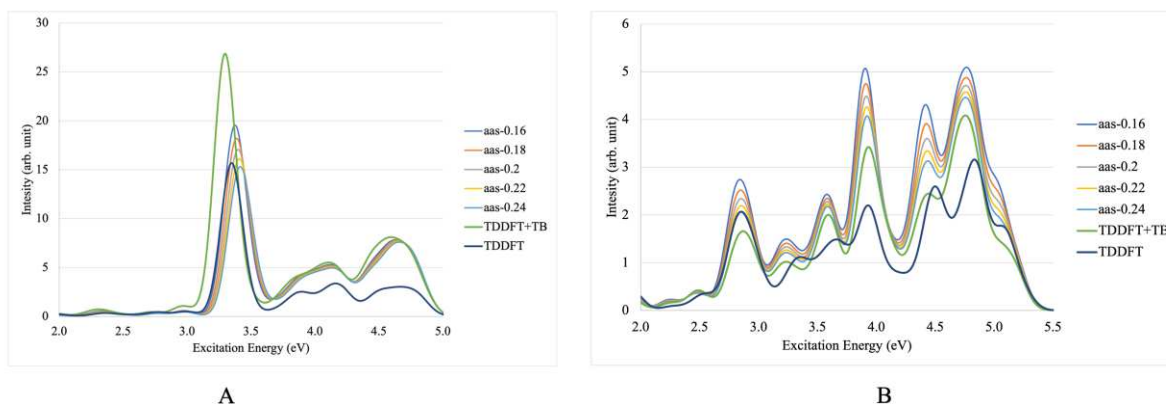 30
25
20
15
10
5
0
Intesity (arb. unit)
2.0 2.5 3.0 3.5 4.0 4.5 5.0
Excitation Energy (eV)
aas-0.16
aas-0.18
aas-0.2
aas-0.22
aas-0.24
TDDFT+TB
TDDFT
A
6
5
4
3
2
1
0
Intesity (arb. unit)
2.0 2.5 3.0 3.5 4.0 4.5 5.0 5.5
Excitation Energy (eV)
aas-0.16
aas-0.18
aas-0.2
aas-0.22
aas-0.24
TDDFT+TB
TDDFT
B